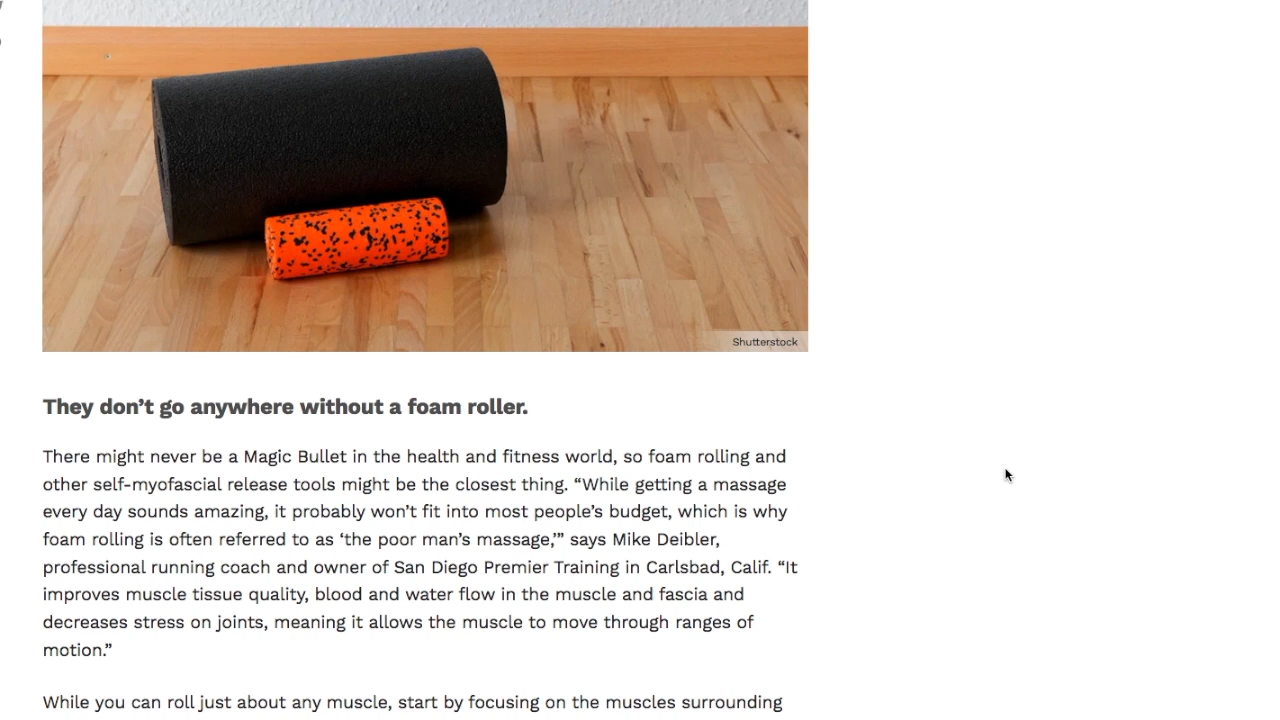 Shutterstock
They don’t go anywhere without a foam roller.
There might never be a Magic Bullet in the health and fitness world, so foam rolling and
other self-myofascial release tools might be the closest thing. “While getting a massage
every day sounds amazing, it probably won’t fit into most people’s budget, which is why
foam rolling is often referred to as ‘the poor man’s massage,’” says Mike Deibler,
professional running coach and owner of San Diego Premier Training in Carlsbad, Calif. “It
improves muscle tissue quality, blood and water flow in the muscle and fascia and
decreases stress on joints, meaning it allows the muscle to move through ranges of
motion.”
While you can roll just about any muscle, start by focusing on the muscles surrounding